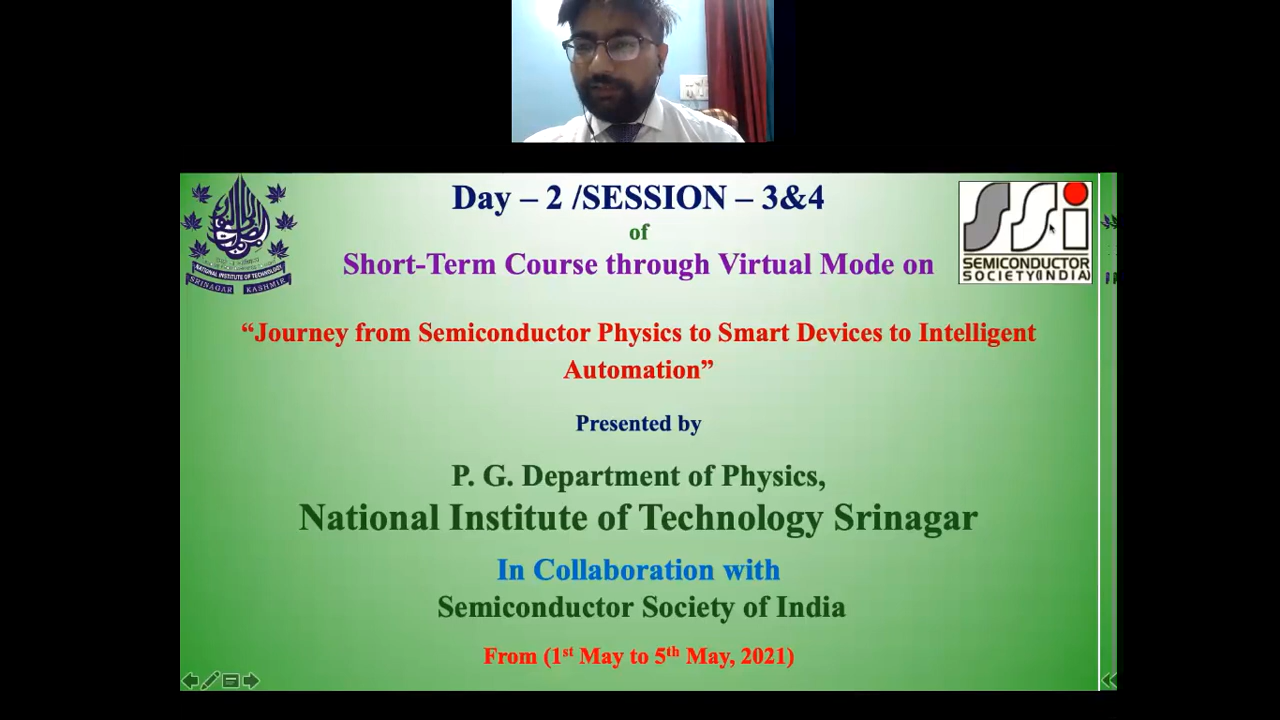 Day – 2 /SESSION – 3&4
of
Short-Term Course through Virtual Mode on
“Journey from Semiconductor Physics to Smart Devices to Intelligent
Automation”
Presented by
P. G. Department of Physics,
National Institute of Technology Srinagar
In Collaboration with
Semiconductor Society of India
From (1st May to 5th May, 2021)
NATIONAL INSTITUTE OF TECHNOLOGY
SRINAGAR KASHMIR
SSi
SEMICONDUCTOR
SOCIETY(INDIA)